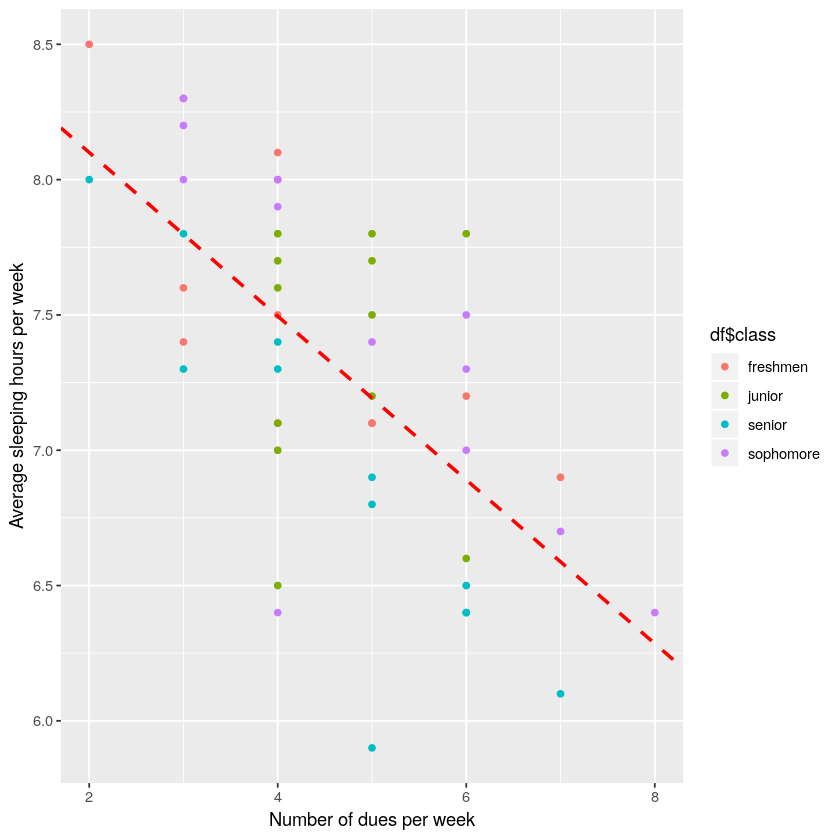 8.5
8.0
7.5
7.0
6.5
6.0
2
4
6
8
Number of dues per week
Average sleeping hours per week
df$class
freshmen
junior
senior
sophomore